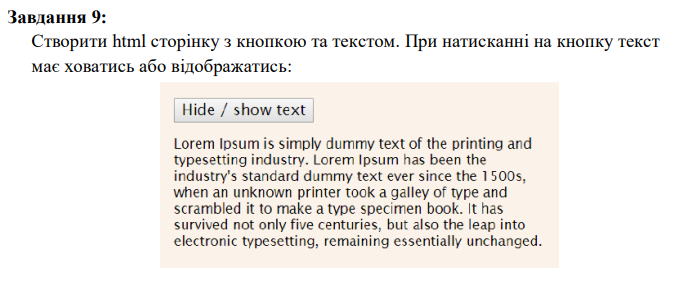 Завдання 9:
Створити html сторінку з кнопкою та текстом. При натисканні на кнопку текст
має ховатись або відображатись:
Hide / show text
Lorem Ipsum is simply dummy text of the printing and
typesetting industry. Lorem Ipsum has been the
industry's standard dummy text ever since the 1500s,
when an unknown printer took a galley of type and
scrambled it to make a type specimen book. It has
survived not only five centuries, but also the leap into
electronic typesetting, remaining essentially unchanged.